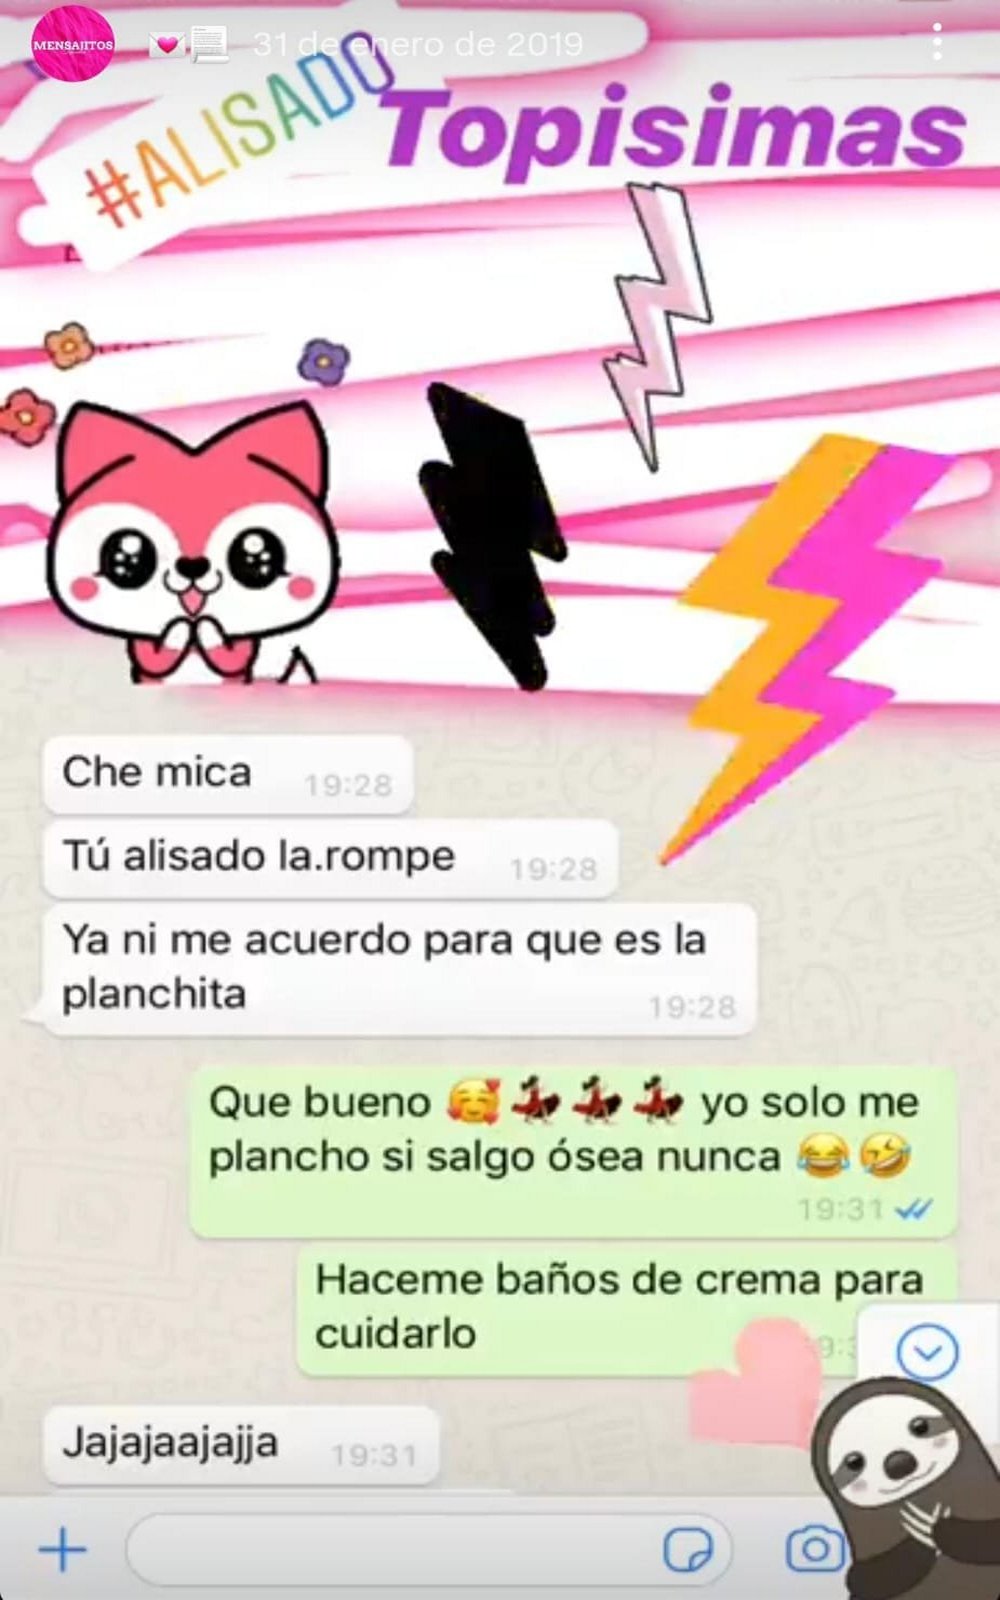 MENSAJITOS
31 de enero de 2019
#ALISADO
Topisimas
Che mica 19:28
Tú alisado la.rompe 19:28
Ya ni me acuerdo para que es la
planchita 19:28
Que bueno 🥰💃💃💃 yo solo me
plancho si salgo ósea nunca 😂🤣
19:31
Haceme baños de crema para
cuidarlo
Jajajaajajja 19:31